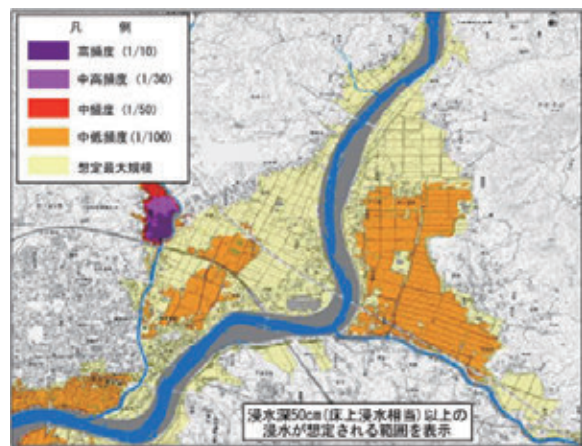 凡 例
高頻度 (1/10)
中高頻度 (1/30)
中頻度 (1/50)
中低頻度 (1/100)
想定最大規模
浸水深50cm(床上浸水相当)以上の
浸水が想定される範囲を表示